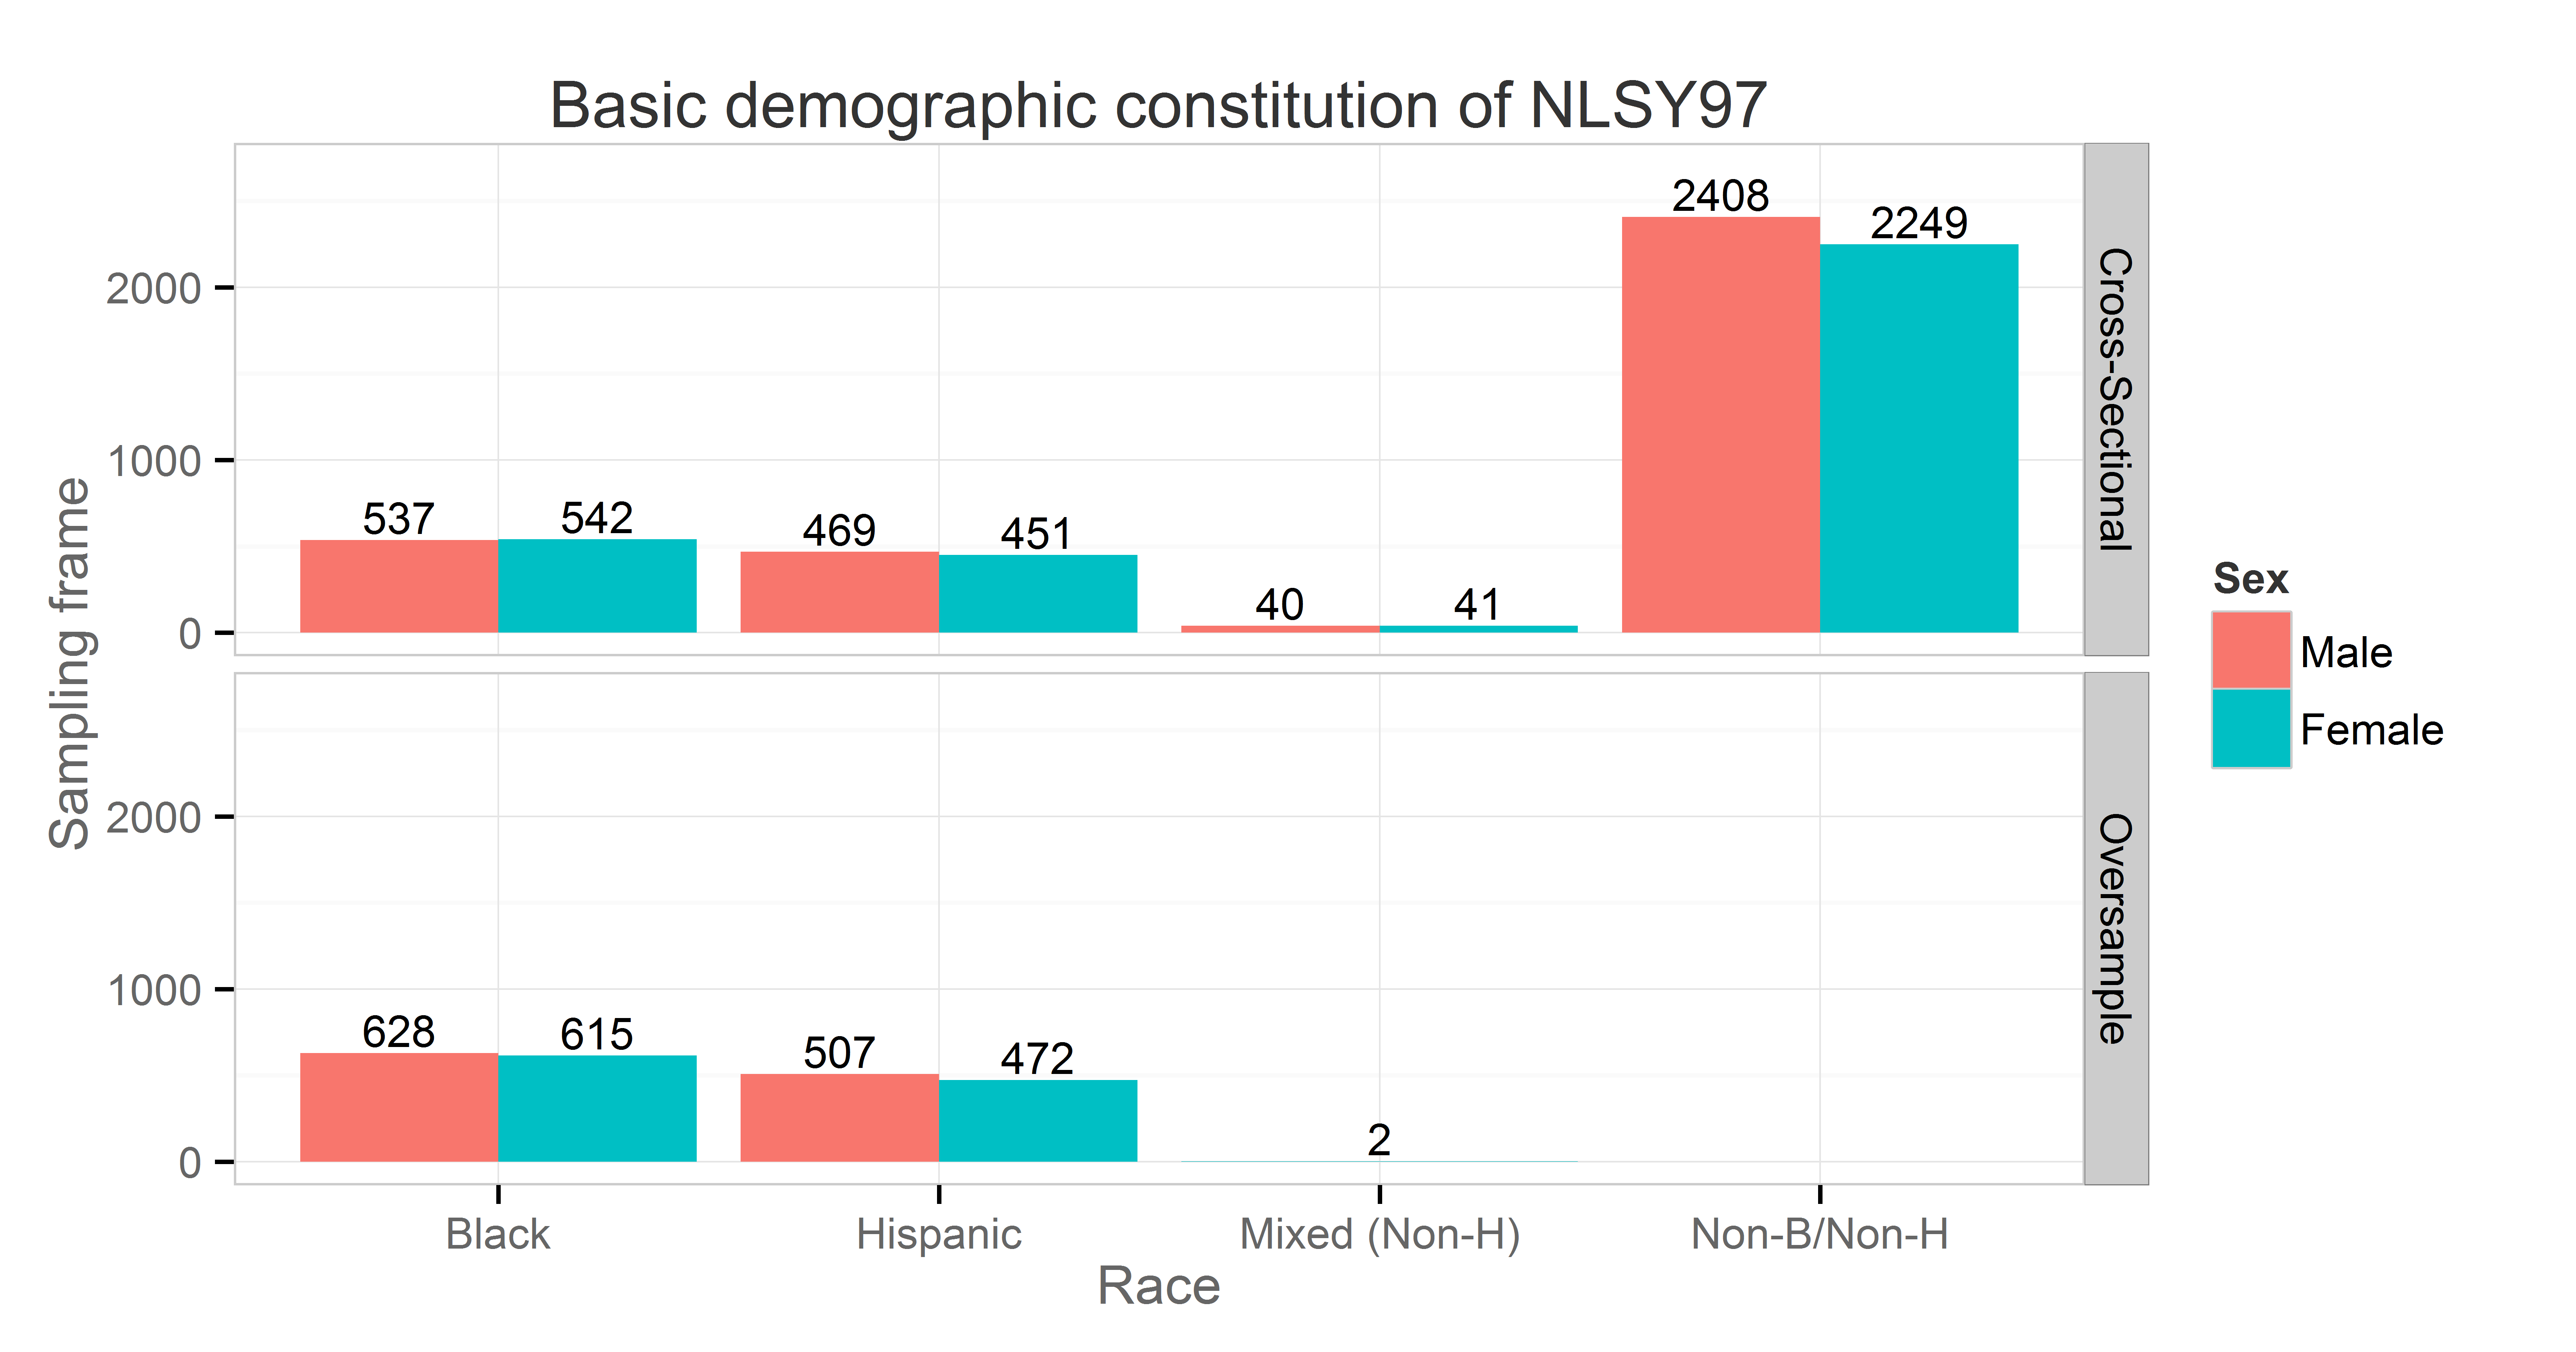 Basic demographic constitution of NLSY97
Sampling frame
2000
1000
0
537
542
469
451
40
41
2408
2249
Cross-Sectional
2000
1000
0
628
615
507
472
2
Oversample
Black
Hispanic
Mixed (Non-H)
Non-B/Non-H
Race
Sex
Male
Female